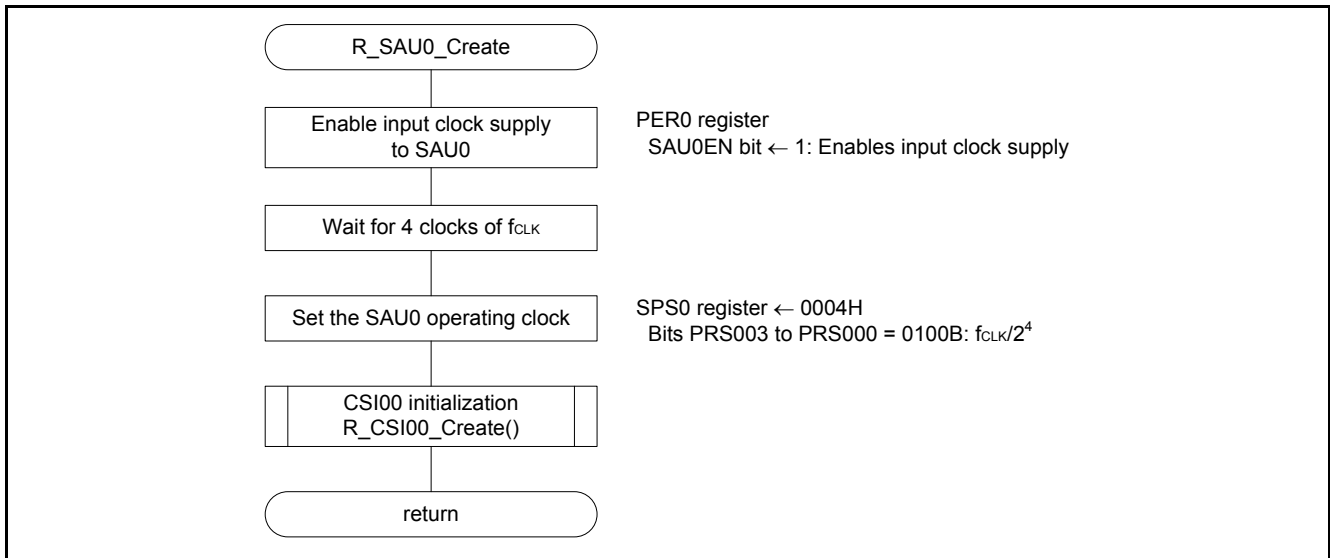 R_SAU0_Create
Enable input clock supply
to SAU0
PER0 register
SAU0EN bit ← 1: Enables input clock supply
Wait for 4 clocks of fCLK
Set the SAU0 operating clock
SPS0 register ← 0004H
Bits PRS003 to PRS000 = 0100B: fCLK/2⁴
CSI00 initialization
R_CSI00_Create()
return